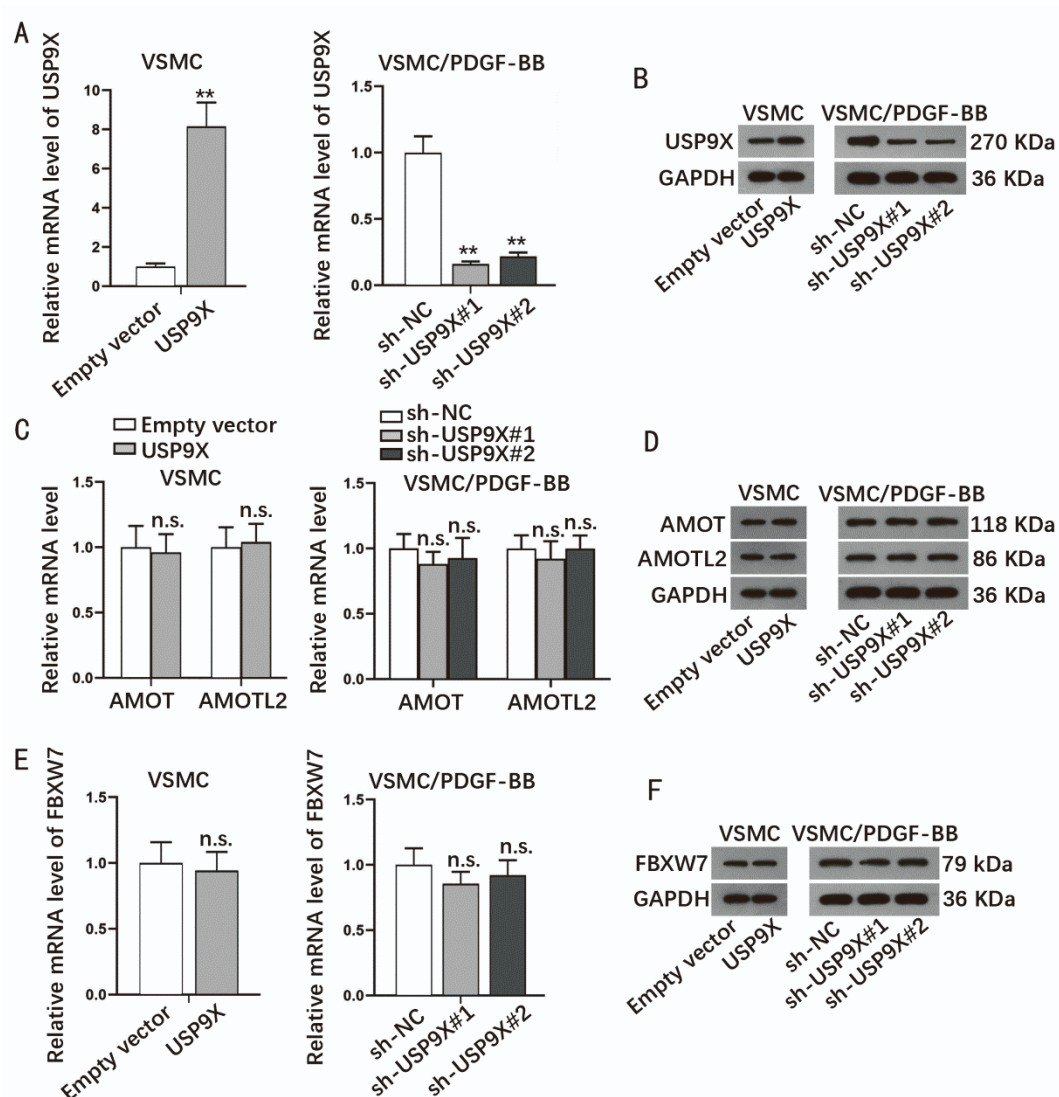 A
VSMC
Relative mRNA level of USP9X
10
8
6
4
2
0
**
Empty vector
USP9X
VSMC/PDGF-BB
Relative mRNA level of USP9X
1.5
1.0
0.5
0.0
**
**
sh-NC
sh-USP9X#1
sh-USP9X#2
B
VSMC VSMC/PDGF-BB
USP9X 270 KDa
GAPDH 36 KDa
Empty vector
USP9X
sh-NC
sh-USP9X#1
sh-USP9X#2
C
Empty vector
USP9X
VSMC
Relative mRNA level
1.5
1.0
0.5
0.0
n.s.
n.s.
AMOT AMOTL2
sh-NC
sh-USP9X#1
sh-USP9X#2
VSMC/PDGF-BB
Relative mRNA level
1.5
1.0
0.5
0.0
n.s. n.s.
n.s. n.s.
AMOT AMOTL2
D
VSMC VSMC/PDGF-BB
AMOT 118 KDa
AMOTL2 86 KDa
GAPDH 36 KDa
Empty vector
USP9X
sh-NC
sh-USP9X#1
sh-USP9X#2
E
VSMC
Relative mRNA level of FBXW7
1.5
1.0
0.5
0.0
n.s.
Empty vector
USP9X
VSMC/PDGF-BB
Relative mRNA level of FBXW7
1.5
1.0
0.5
0.0
n.s. n.s.
sh-NC
sh-USP9X#1
sh-USP9X#2
F
VSMC VSMC/PDGF-BB
FBXW7 79 kDa
GAPDH 36 KDa
Empty vector
USP9X
sh-NC
sh-USP9X#1
sh-USP9X#2